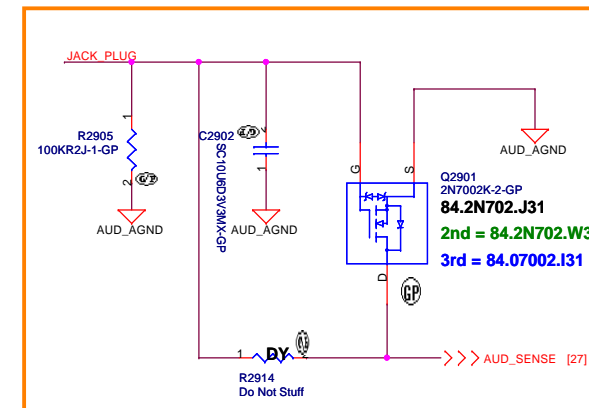 JACK_PLUG
1
R2905
100KR2J-1-GP
2
AUD_AGND
C2902
2
1
SC10U6D3V3MX-GP
AUD_AGND
G
S
AUD_AGND
Q2901
2N7002K-2-GP
84.2N702.J31
2nd = 84.2N702.W3
3rd = 84.07002.I31
D
GP
1
DY
R2914
Do Not Stuff
AUD_SENSE [27]